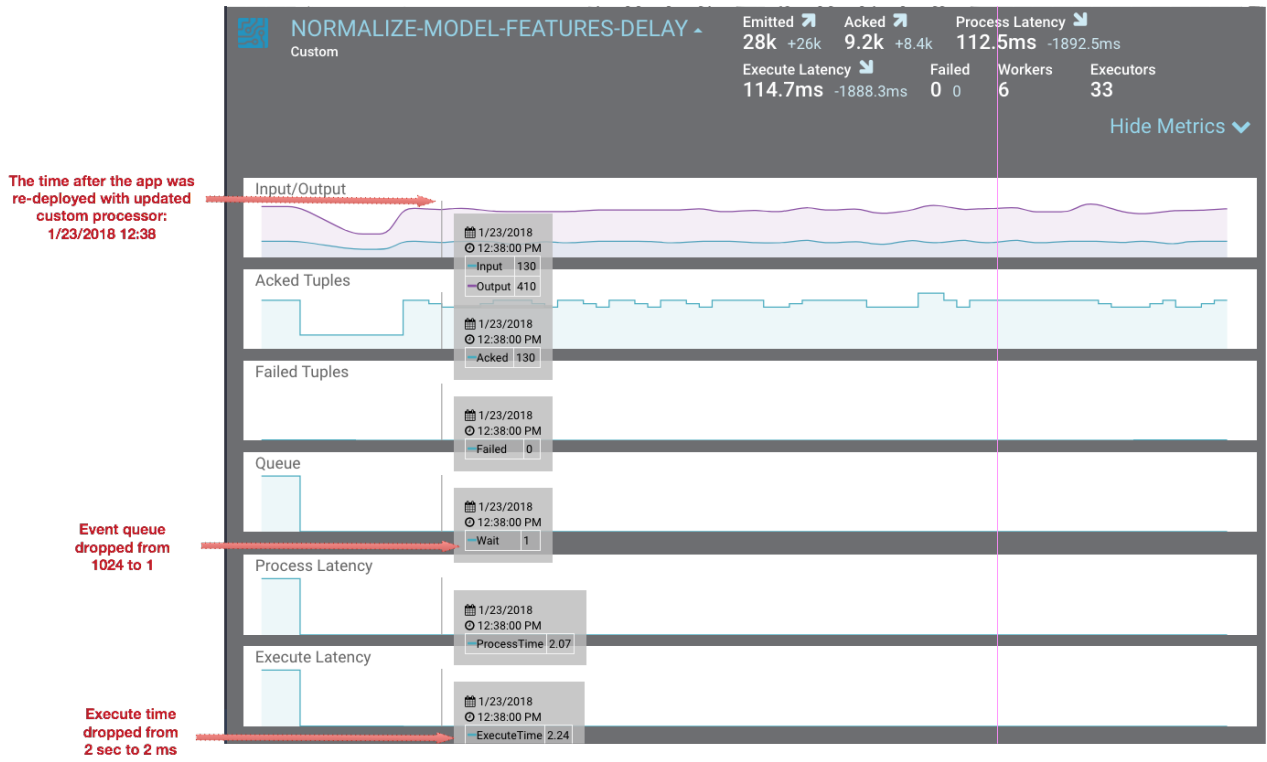 NORMALIZE-MODEL-FEATURES-DELAY
Custom
Emitted Acked Process Latency
28k +26k 9.2k +8.4k 112.5ms -1892.5ms
Execute Latency Failed Workers Executors
114.7ms -1888.3ms 0 0 6 33
Hide Metrics
The time after the app was
re-deployed with updated
custom processor:
1/23/2018 12:38
Input/Output
1/23/2018
12:38:00 PM
Input 130
Output 410
Acked Tuples
1/23/2018
12:38:00 PM
Acked 130
Failed Tuples
1/23/2018
12:38:00 PM
Failed 0
Queue
1/23/2018
12:38:00 PM
Wait 1
Event queue
dropped from
1024 to 1
Process Latency
1/23/2018
12:38:00 PM
ProcessTime 2.07
Execute Latency
1/23/2018
12:38:00 PM
ExecuteTime 2.24
Execute time
dropped from
2 sec to 2 ms